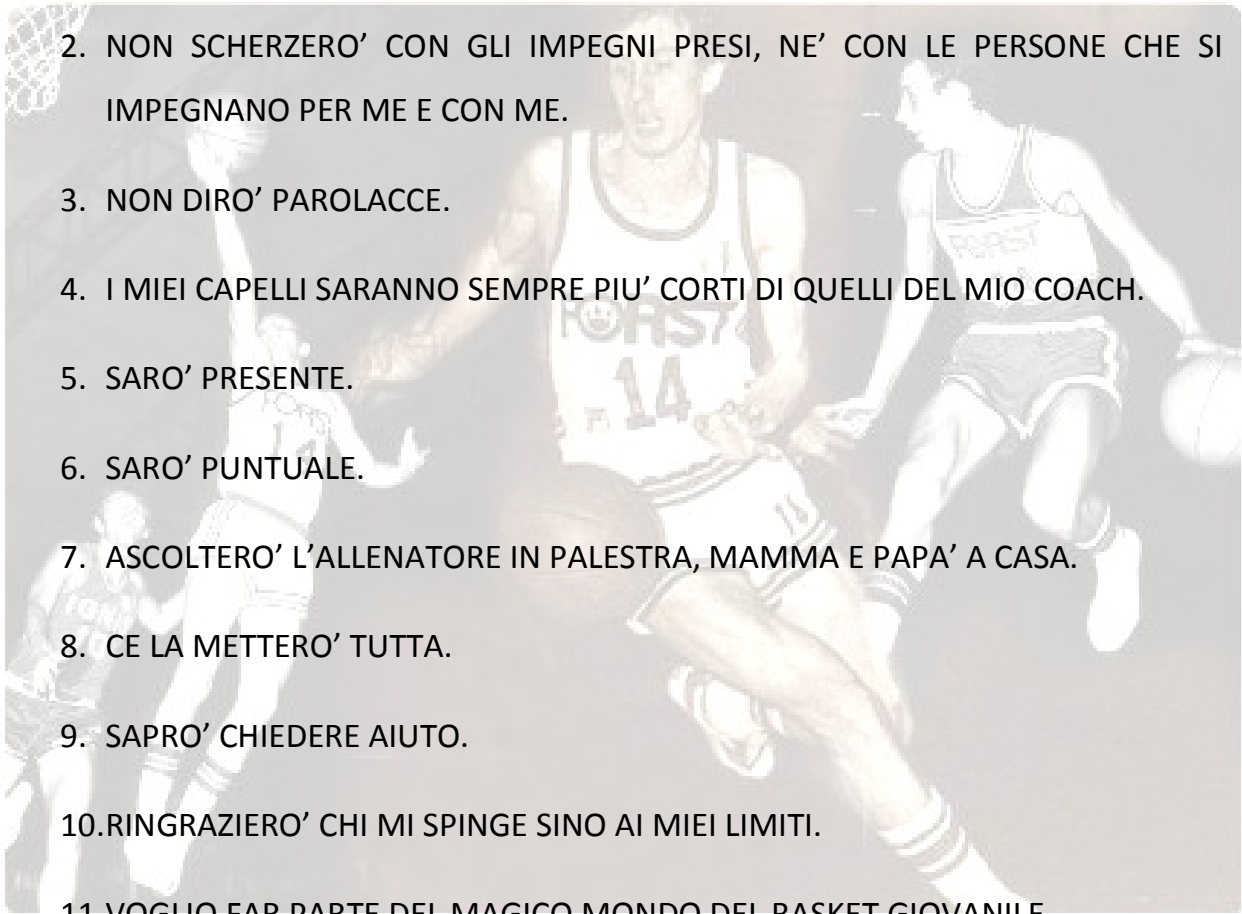 2. NON SCHERZERO’ CON GLI IMPEGNI PRESI, NE’ CON LE PERSONE CHE SI
IMPEGNANO PER ME E CON ME.
3. NON DIRO’ PAROLACCE.
4. I MIEI CAPELLI SARANNO SEMPRE PIU’ CORTI DI QUELLI DEL MIO COACH.
FORST
14
FORST
5. SARO’ PRESENTE.
6. SARO’ PUNTUALE.
7. ASCOLTERO’ L’ALLENATORE IN PALESTRA, MAMMA E PAPA’ A CASA.
8. CE LA METTERO’ TUTTA.
9. SAPRO’ CHIEDERE AIUTO.
10.RINGRAZIERO’ CHI MI SPINGE SINO AI MIEI LIMITI.
11.VOGLIO FAR PARTE DEL MAGICO MONDO DEL BASKET GIOVANILE